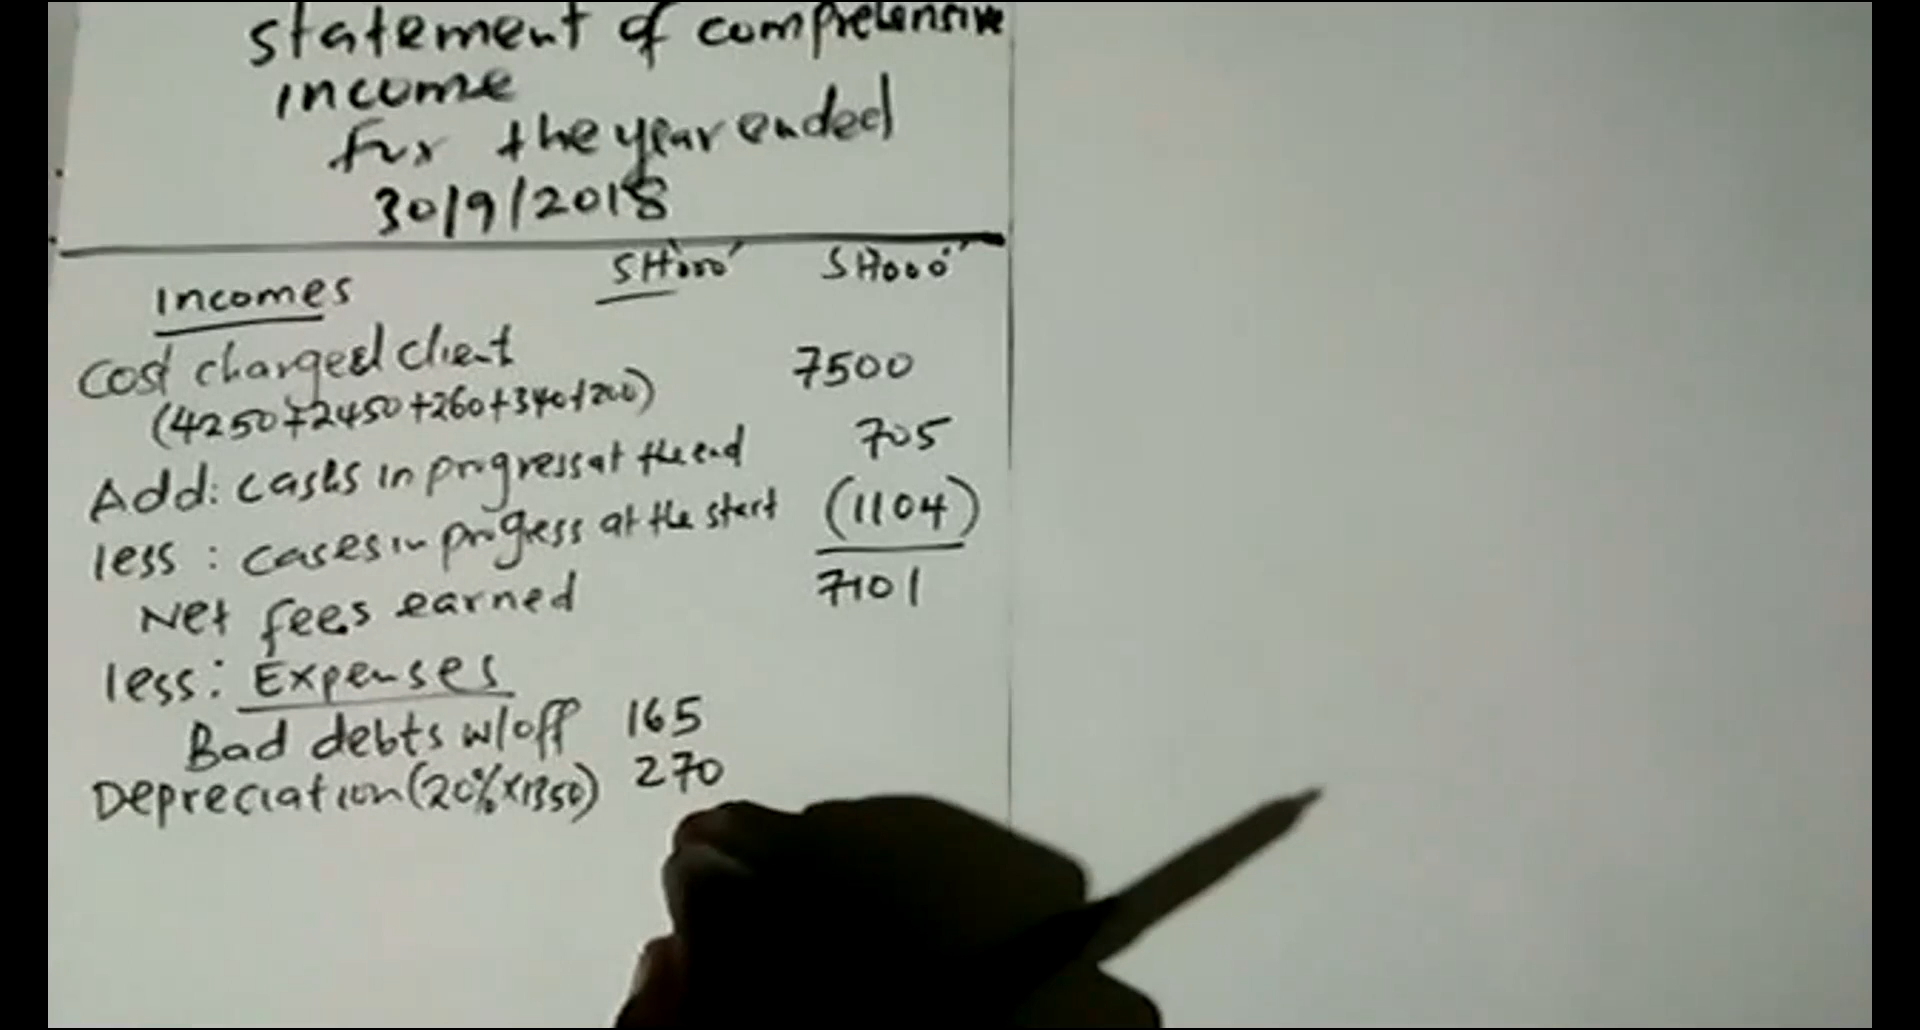 statement of comprehensive
income
for the year ended
30/9/2018
Incomes SH'000' SH'000'
Cost charged client 7500
(4250+2450+260+340+200)
Add: cases in progress at the end 705
less: cases in progess at the start (1104)
Net fees earned 7101
less: Expenses
Bad debts w/off 165
Depreciation (20%x1350) 270